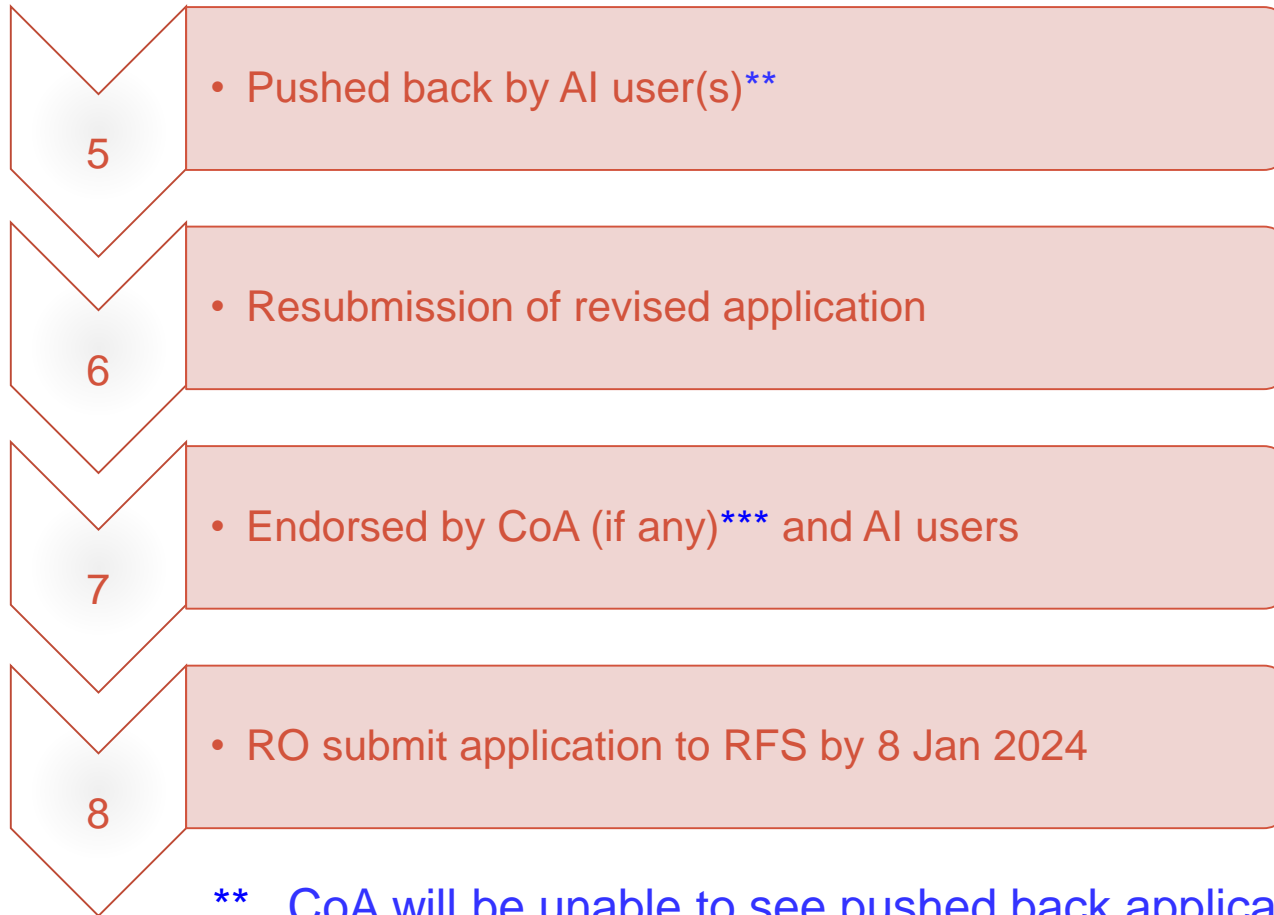 5
• Pushed back by AI user(s)**
6
• Resubmission of revised application
7
• Endorsed by CoA (if any)*** and AI users
8
• RO submit application to RFS by 8 Jan 2024
** CoA will be unable to see pushed back applica